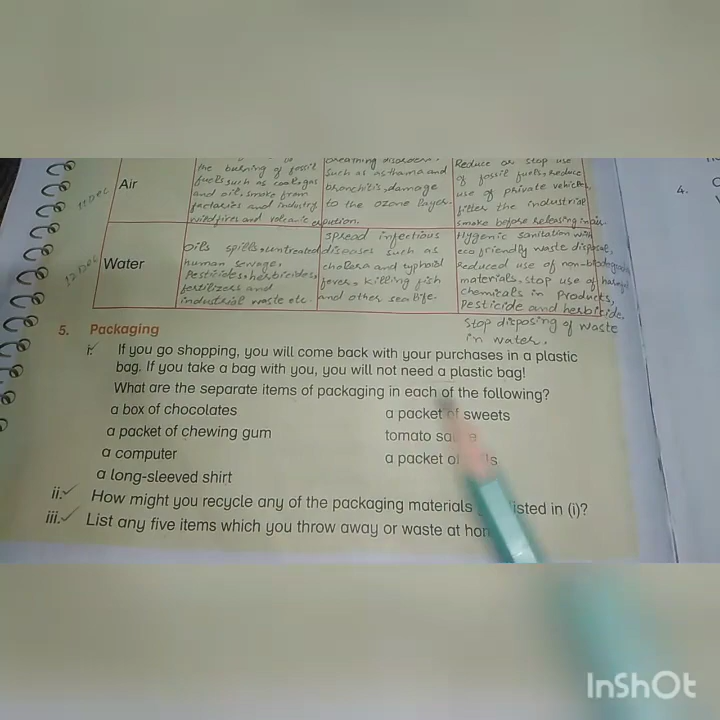 breathing disorders,
the burning of fossil
such as asthama and
Reduce or stop use
Air
fuels, such as coal, gas
bronchitis, damage
of fossil fuels, reduce
11 Dec
and oil, smoke from
to the ozone layer.
use of private vehicles,
factories and industry
filter the industrial
wildfires and volcanic eruption.
smoke before releasing in air.
4.
Water
12 Dec
Oils spills, untreated
human sewage,
Pesticides, herbicides,
fertilizers and
industrial waste etc.
Spread infectious
diseases such as
cholera and typhoid
fever, killing fish
and other sea life.
Hygenic sanitation with
eco friendly waste disposal,
Reduced use of non-biodegradable
materials, stop use of harmful
chemicals in Products,
Pesticide and herbicide.
Stop disposing of waste
in water.
5. Packaging
i. If you go shopping, you will come back with your purchases in a plastic
bag. If you take a bag with you, you will not need a plastic bag!
What are the separate items of packaging in each of the following?
a box of chocolates a packet of sweets
a packet of chewing gum tomato
a computer a packet
a long-sleeved shirt
ii. How might you recycle any of the packaging materials listed in (i)?
iii. List any five items which you throw away or waste at
InShOt